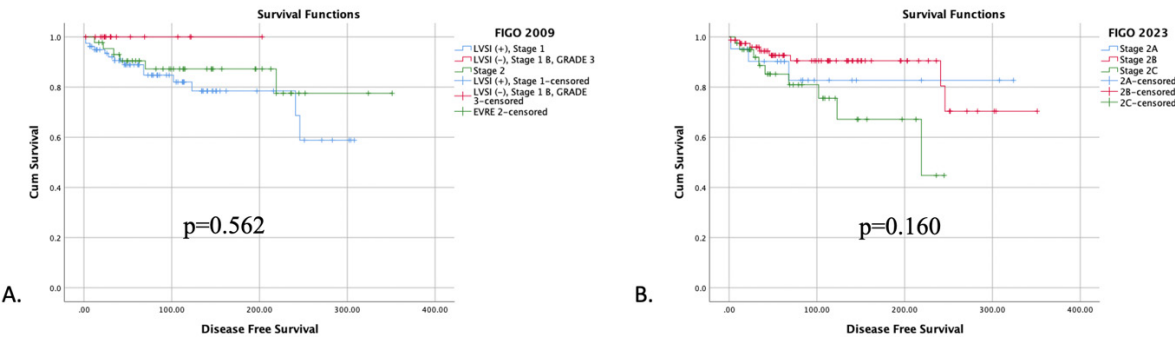 Survival Functions
FIGO 2009
LVSI (+), Stage 1
LVSI (-), Stage 1 B, GRADE 3
Stage 2
LVSI (+), Stage 1-censored
LVSI (-), Stage 1 B, GRADE
3-censored
EVRE 2-censored
Cum Survival
1.0
0.8
0.6
0.4
0.2
0.0
p=0.562
.00 100.00 200.00 300.00 400.00
Disease Free Survival
A.
Survival Functions
FIGO 2023
Stage 2A
Stage 2B
Stage 2C
2A-censored
2B-censored
2C-censored
Cum Survival
1.0
0.8
0.6
0.4
0.2
0.0
p=0.160
.00 100.00 200.00 300.00 400.00
Disease Free Survival
B.